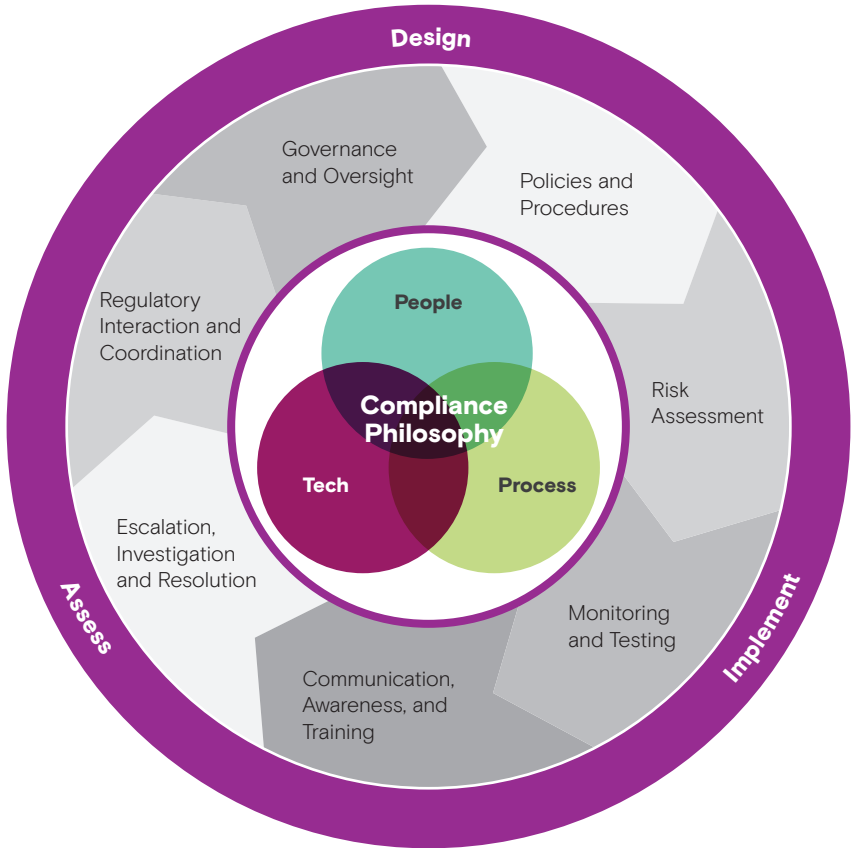 Design
Governance
and Oversight
Policies and
Procedures
Regulatory
Interaction and
Coordination
People
Risk
Assessment
Compliance
Philosophy
Tech
Process
Escalation,
Investigation
and Resolution
Monitoring
and Testing
Communication,
Awareness, and
Training
Assess
Implement